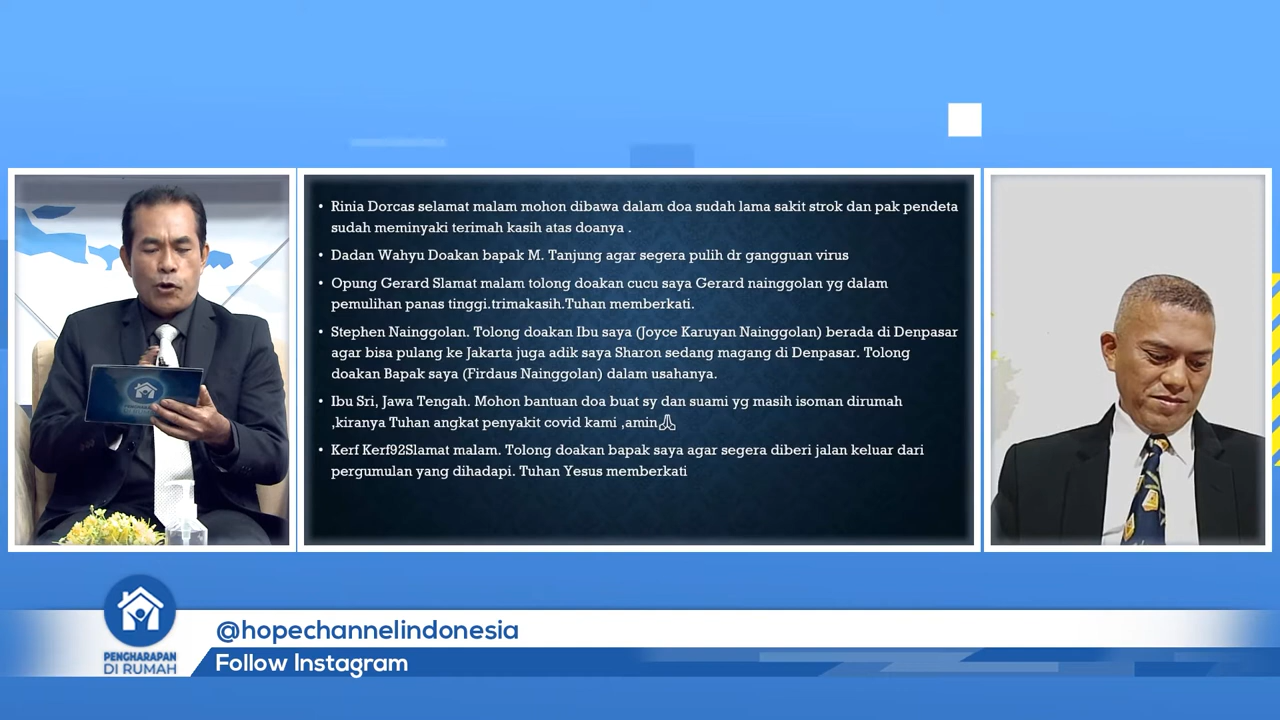 • Rinia Dorcas selamat malam mohon dibawa dalam doa sudah lama sakit strok dan pak pendeta
sudah meminyaki terimah kasih atas doanya .
• Dadan Wahyu Doakan bapak M. Tanjung agar segera pulih dr gangguan virus
• Opung Gerard Slamat malam tolong doakan cucu saya Gerard nainggolan yg dalam
pemulihan panas tinggi.trimakasih.Tuhan memberkati.
• Stephen Nainggolan. Tolong doakan Ibu saya (Joyce Karuyan Nainggolan) berada di Denpasar
agar bisa pulang ke Jakarta juga adik saya Sharon sedang magang di Denpasar. Tolong
doakan Bapak saya (Firdaus Nainggolan) dalam usahanya.
• Ibu Sri, Jawa Tengah. Mohon bantuan doa buat sy dan suami yg masih isoman dirumah
,kiranya Tuhan angkat penyakit covid kami ,amin🙏
• Kerf Kerf92Slamat malam. Tolong doakan bapak saya agar segera diberi jalan keluar dari
pergumulan yang dihadapi. Tuhan Yesus memberkati
@hopechannelindonesia
Follow Instagram
PENGHARAPAN
DI RUMAH